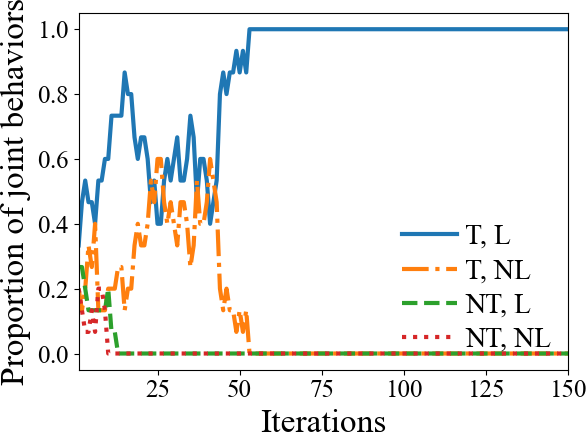 Proportion of joint behaviors
1.0
0.8
0.6
0.4
0.2
0.0
T, L
T, NL
NT, L
NT, NL
25 50 75 100 125 150
Iterations